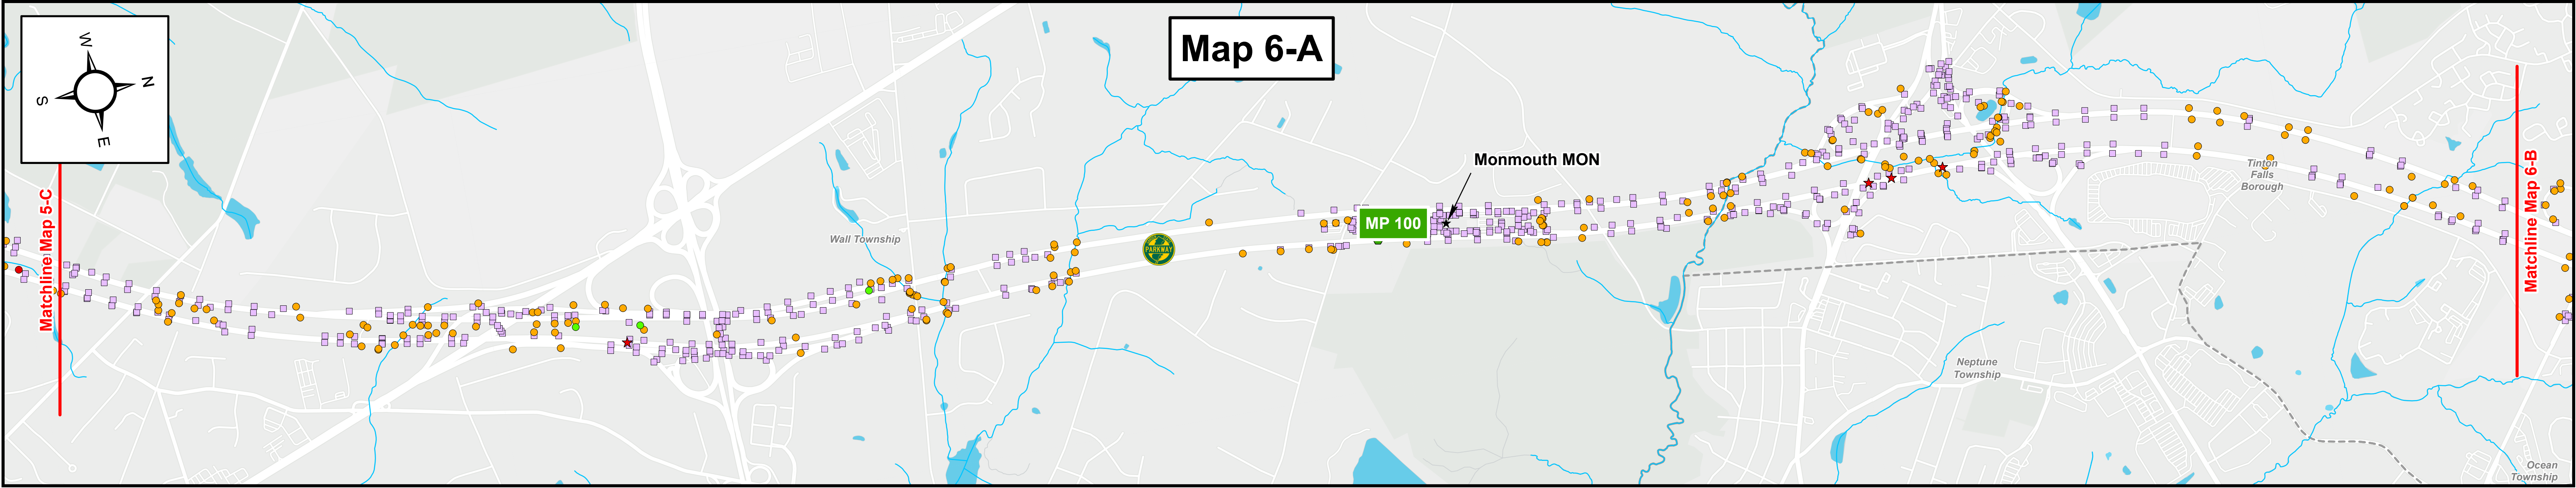 Map 6-A
W
N
S
E
Matchline Map 5-C
Wall Township
PARKWAY
MP 100
Monmouth MON
Tinton
Falls
Borough
Matchline Map 6-B
Neptune
Township
Ocean
Township